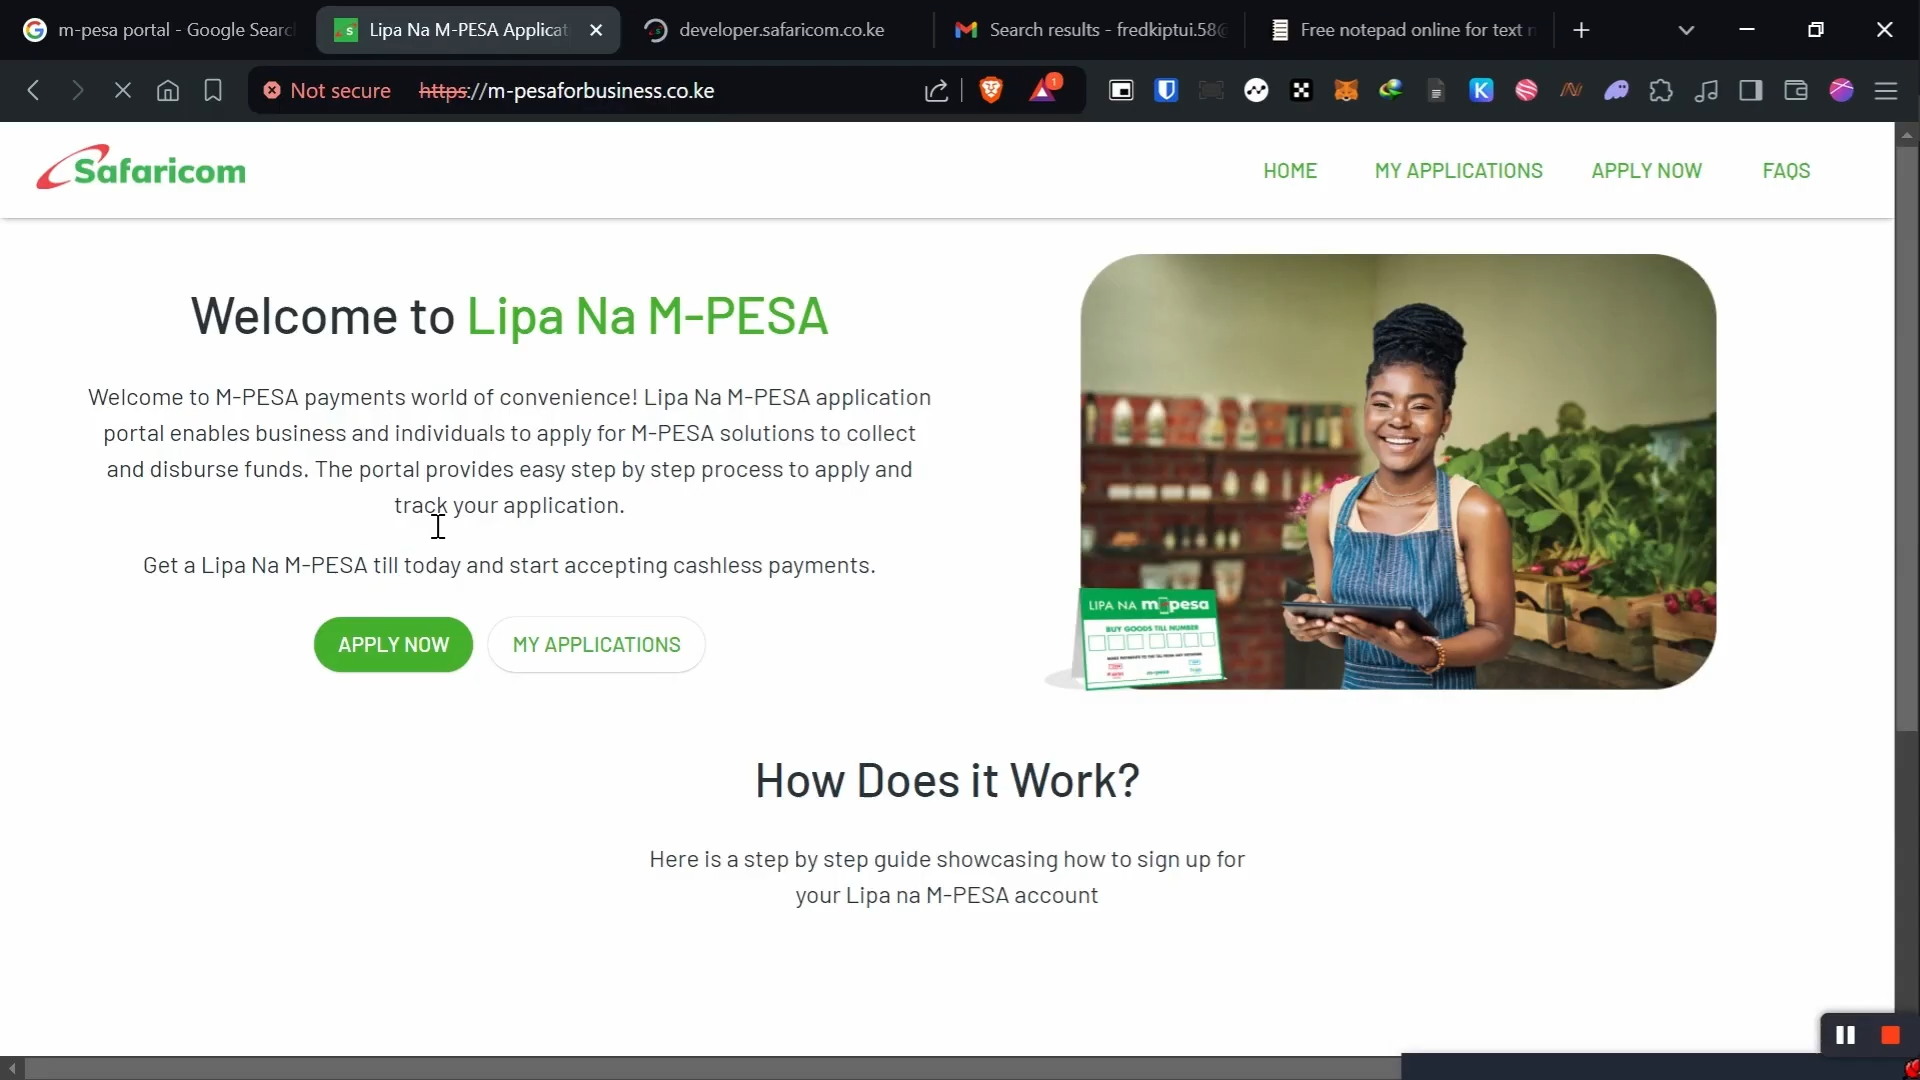 m-pesa portal - Google Searc
Lipa Na M-PESA Applicat
developer.safaricom.co.ke
Search results - fredkiptui.58@
Free notepad online for text n
Not secure
https://m-pesaforbusiness.co.ke
1
Safaricom
HOME
MY APPLICATIONS
APPLY NOW
FAQS
Welcome to Lipa Na M-PESA
Welcome to M-PESA payments world of convenience! Lipa Na M-PESA application
portal enables business and individuals to apply for M-PESA solutions to collect
and disburse funds. The portal provides easy step by step process to apply and
track your application.
Get a Lipa Na M-PESA till today and start accepting cashless payments.
APPLY NOW
MY APPLICATIONS
LIPA NA m-pesa
BUY GOODS TILL NUMBER
How Does it Work?
Here is a step by step guide showcasing how to sign up for
your Lipa na M-PESA account